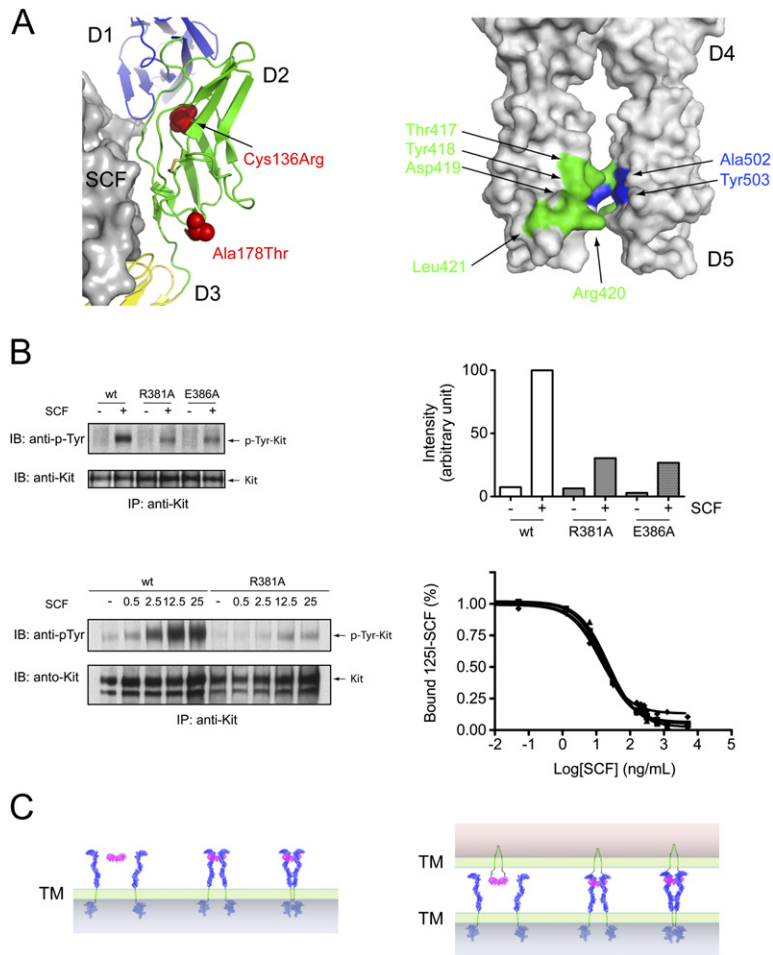 A
D1
D2
SCF
Cys136Arg
Ala178Thr
D3
D4
Thr417
Tyr418
Asp419
Ala502
Tyr503
Leu421
D5
Arg420
B
wt R381A E386A
SCF - + - + - +
IB: anti-p-Tyr p-Tyr-Kit
IB: anti-Kit Kit
IP: anti-Kit
Intensity
(arbitrary unit)
100
50
0
- + - + - + SCF
wt R381A E386A
wt R381A
SCF - 0.5 2.5 12.5 25 - 0.5 2.5 12.5 25
IB: anti-pTyr p-Tyr-Kit
IB: anto-Kit Kit
IP: anti-Kit
Bound 125I-SCF (%)
1.00
0.75
0.50
0.25
0.00
-2 -1 0 1 2 3 4 5
Log[SCF] (ng/mL)
C
TM
TM
TM